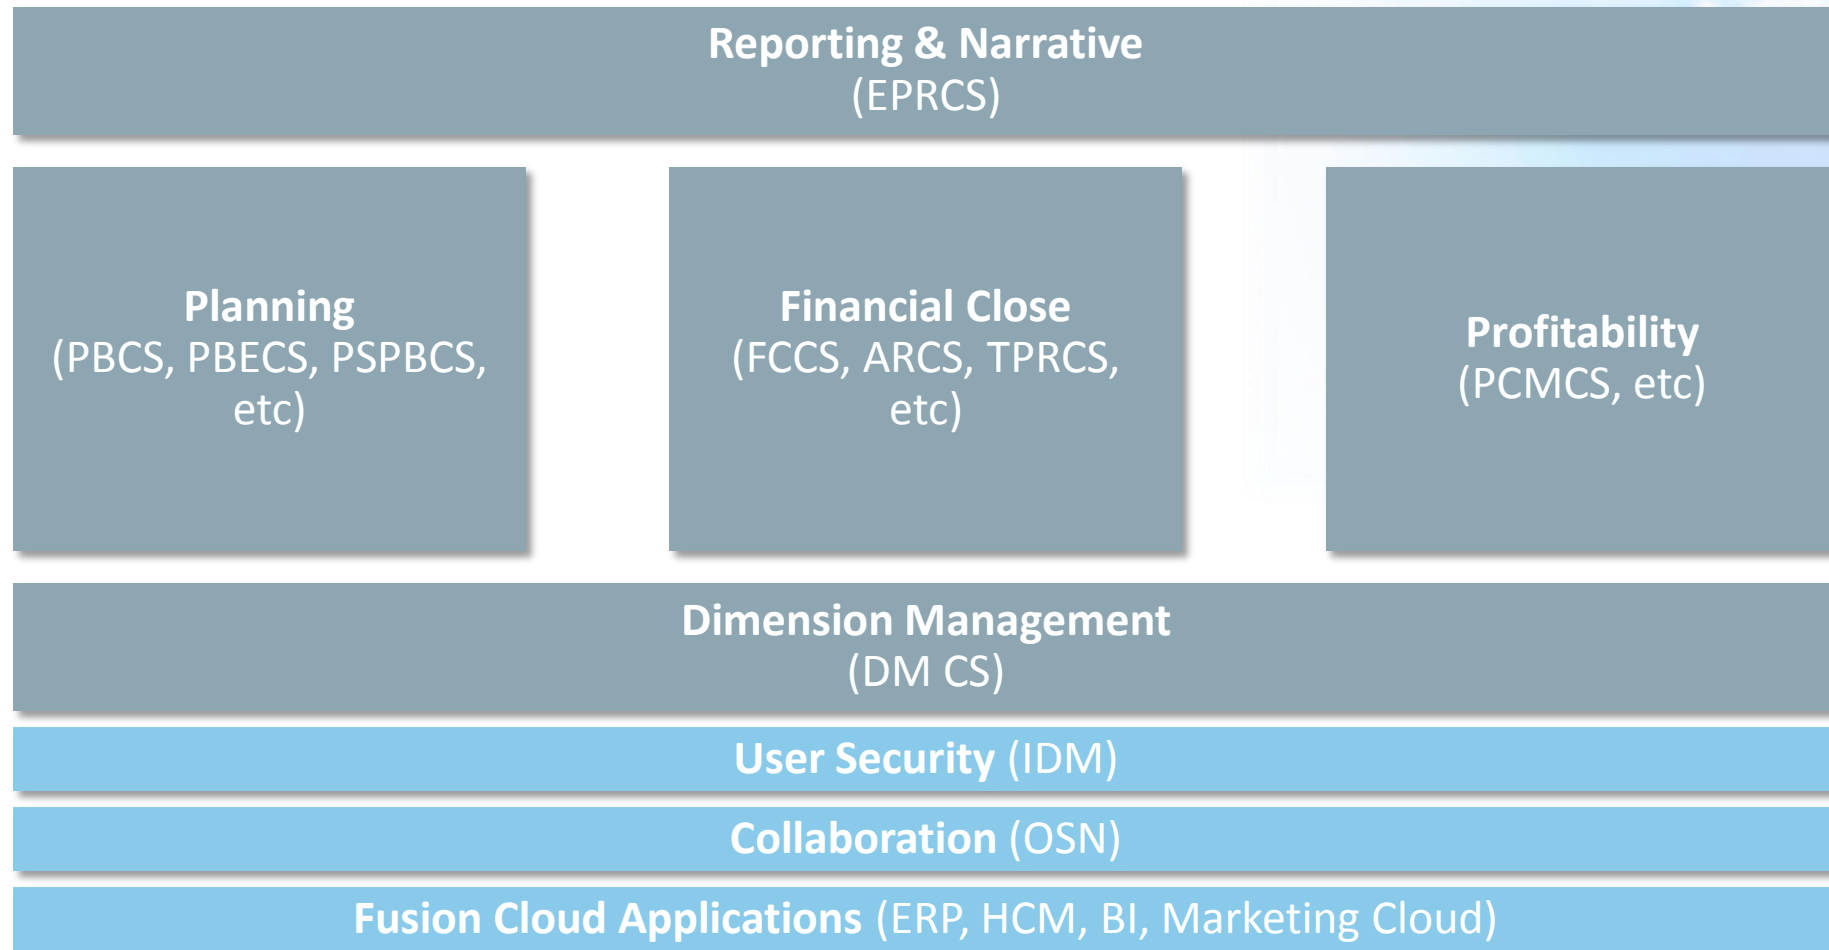 Reporting & Narrative
(EPRCS)
Planning
(PBCS, PBECS, PSPBCS,
etc)
Financial Close
(FCCS, ARCS, TPRCS,
etc)
Profitability
(PCMCS, etc)
Dimension Management
(DM CS)
User Security (IDM)
Collaboration (OSN)
Fusion Cloud Applications (ERP, HCM, BI, Marketing Cloud)